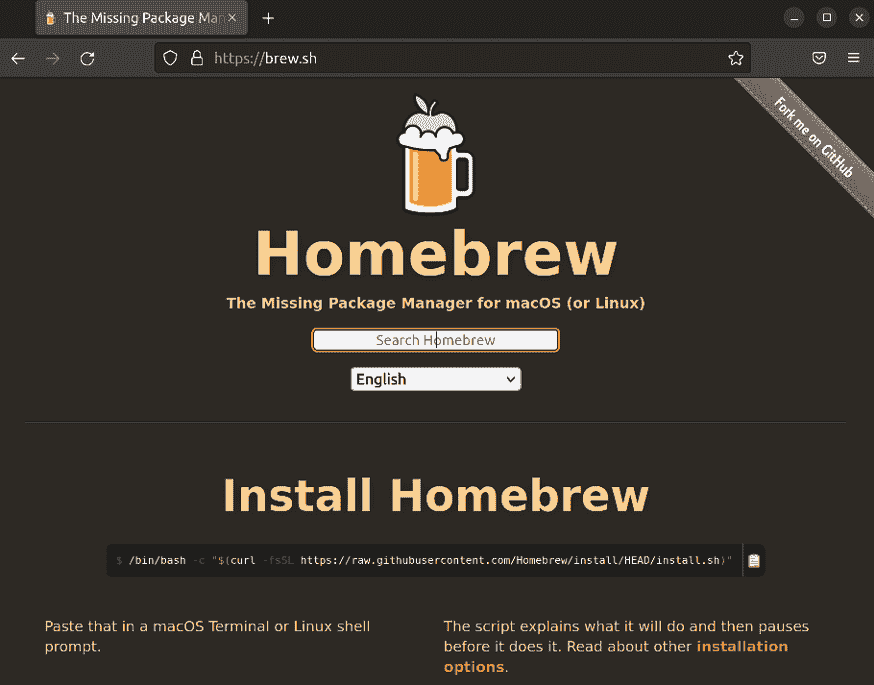 The Missing Package Man
https://brew.sh
Fork me on GitHub
Homebrew
The Missing Package Manager for macOS (or Linux)
Search Homebrew
English
Install Homebrew
$ /bin/bash -c "$(curl -fsSL https://raw.githubusercontent.com/Homebrew/install/HEAD/install.sh)"
Paste that in a macOS Terminal or Linux shell
prompt.
The script explains what it will do and then pauses
before it does it. Read about other installation
options.